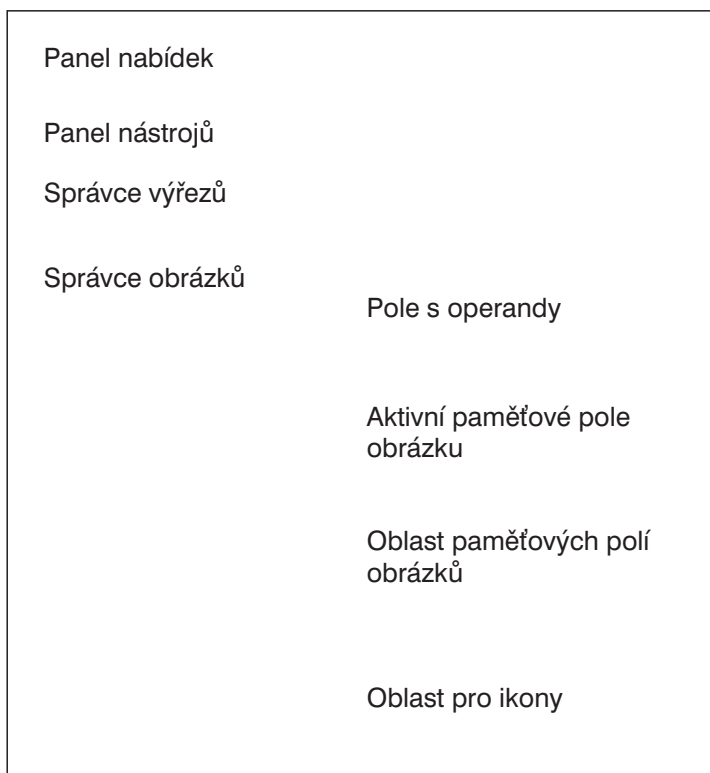 Panel nabídek
Panel nástrojů
Správce výřezů
Správce obrázků
Pole s operandy
Aktivní paměťové pole
obrázku
Oblast paměťových polí
obrázků
Oblast pro ikony